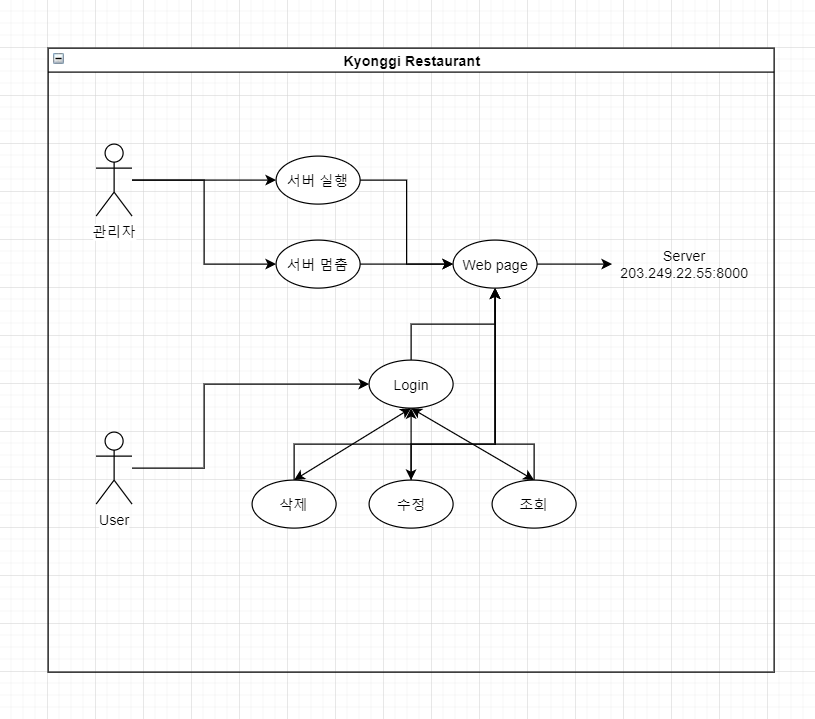 Kyonggi Restaurant
서버 실행
관리자
서버 멈춤
Web page
Server
203.249.22.55:8000
Login
User
삭제
수정
조회